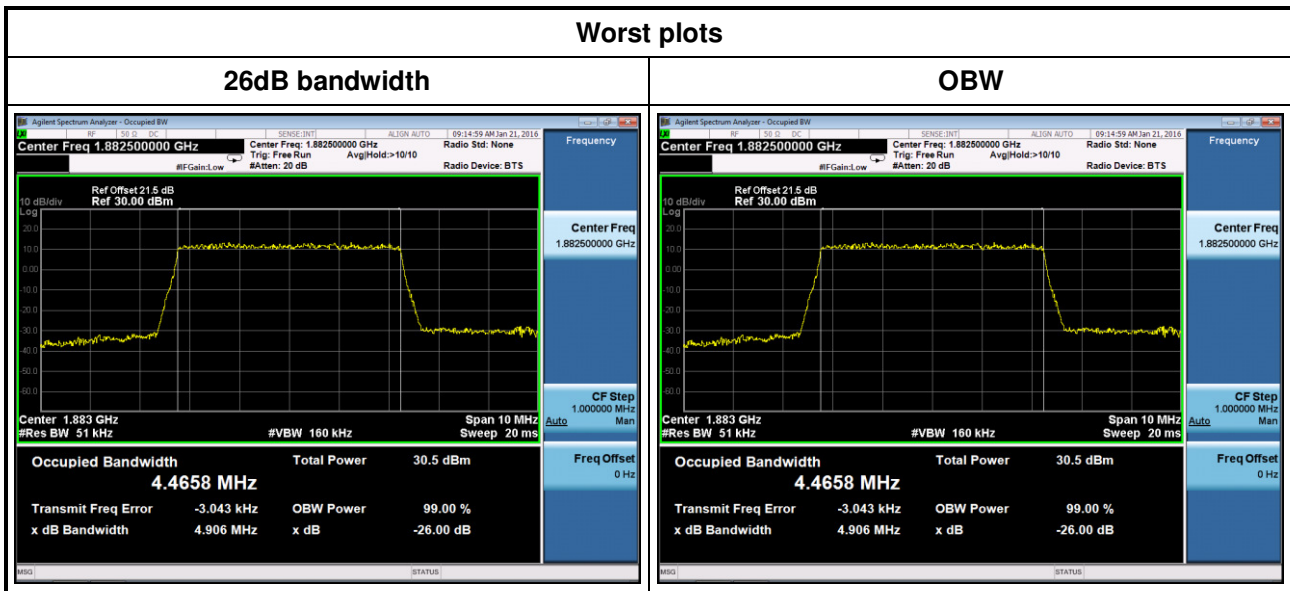 Worst plots
26dB bandwidth
OBW
Agilent Spectrum Analyzer - Occupied BW
RF 50 Ω DC SENSE:INT ALIGN AUTO 09:14:59 AM Jan 21, 2016
Center Freq 1.882500000 GHz
Center Freq: 1.882500000 GHz
Radio Std: None
Trig: Free Run Avg|Hold:>10/10
#IFGain:Low
#Atten: 20 dB
Radio Device: BTS
Ref Offset 21.5 dB
10 dB/div Ref 30.00 dBm
Log
20.0
10.0
0.00
-10.0
-20.0
-30.0
-40.0
-50.0
-60.0
Center 1.883 GHz
Span 10 MHz
#Res BW 51 kHz
#VBW 160 kHz
Sweep 20 ms
Occupied Bandwidth
Total Power 30.5 dBm
4.4658 MHz
Transmit Freq Error -3.043 kHz OBW Power 99.00 %
x dB Bandwidth 4.906 MHz x dB -26.00 dB
MSG
STATUS
Frequency
Center Freq
1.882500000 GHz
CF Step
1.000000 MHz
Auto Man
Freq Offset
0 Hz
Agilent Spectrum Analyzer - Occupied BW
RF 50 Ω DC SENSE:INT ALIGN AUTO 09:14:59 AM Jan 21, 2016
Center Freq 1.882500000 GHz
Center Freq: 1.882500000 GHz
Radio Std: None
Trig: Free Run Avg|Hold:>10/10
#IFGain:Low
#Atten: 20 dB
Radio Device: BTS
Ref Offset 21.5 dB
10 dB/div Ref 30.00 dBm
Log
20.0
10.0
0.00
-10.0
-20.0
-30.0
-40.0
-50.0
-60.0
Center 1.883 GHz
Span 10 MHz
#Res BW 51 kHz
#VBW 160 kHz
Sweep 20 ms
Occupied Bandwidth
Total Power 30.5 dBm
4.4658 MHz
Transmit Freq Error -3.043 kHz OBW Power 99.00 %
x dB Bandwidth 4.906 MHz x dB -26.00 dB
MSG
STATUS
Frequency
Center Freq
1.882500000 GHz
CF Step
1.000000 MHz
Auto Man
Freq Offset
0 Hz